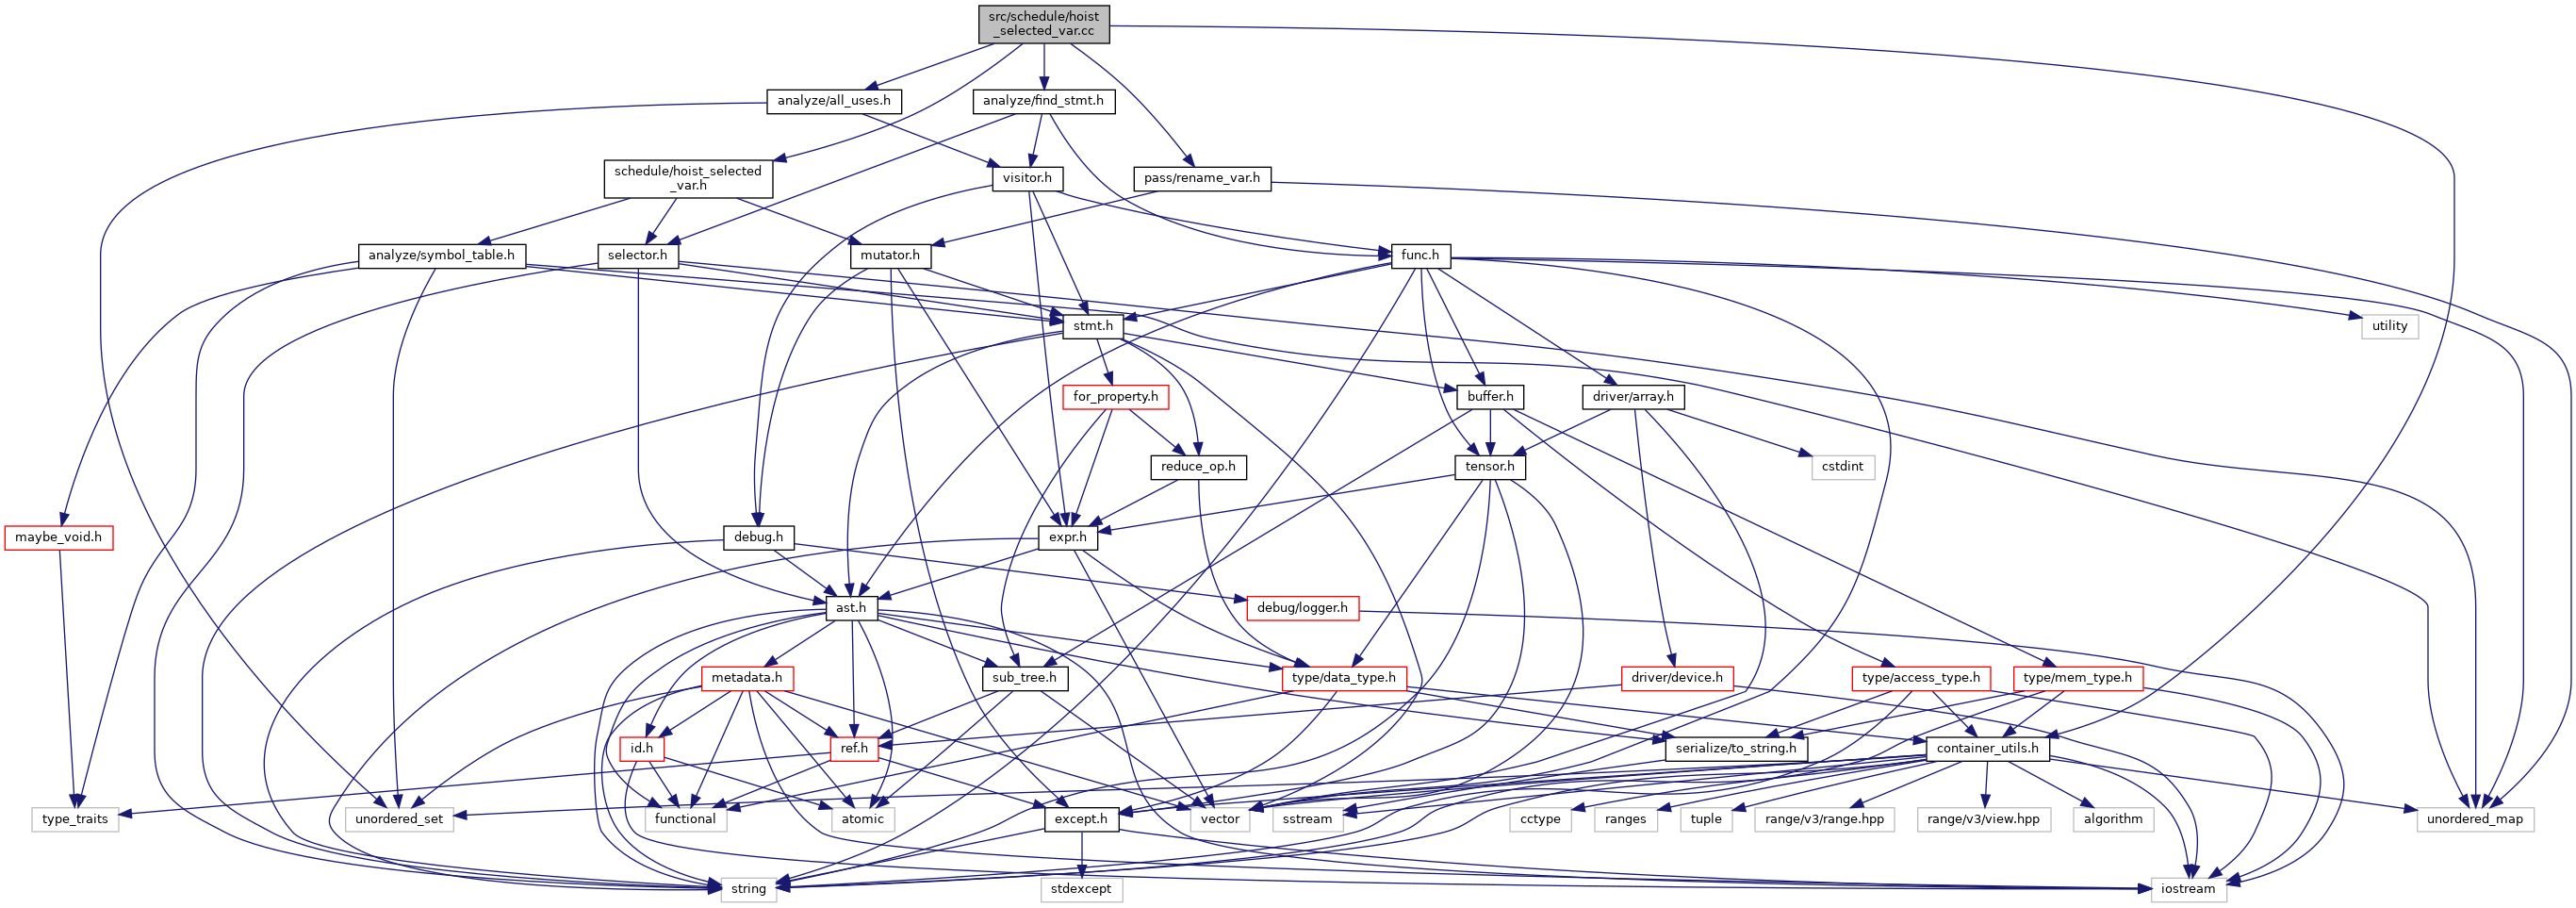 src/schedule/hoist
_selected_var.cc
analyze/all_uses.h
analyze/find_stmt.h
schedule/hoist_selected
_var.h
visitor.h
pass/rename_var.h
analyze/symbol_table.h
selector.h
mutator.h
func.h
stmt.h
utility
for_property.h
buffer.h
driver/array.h
reduce_op.h
tensor.h
cstdint
maybe_void.h
debug.h
expr.h
ast.h
debug/logger.h
metadata.h
sub_tree.h
type/data_type.h
driver/device.h
type/access_type.h
type/mem_type.h
id.h
ref.h
serialize/to_string.h
container_utils.h
type_traits
unordered_set
functional
atomic
except.h
vector
sstream
cctype
ranges
tuple
range/v3/range.hpp
range/v3/view.hpp
algorithm
unordered_map
string
stdexcept
iostream